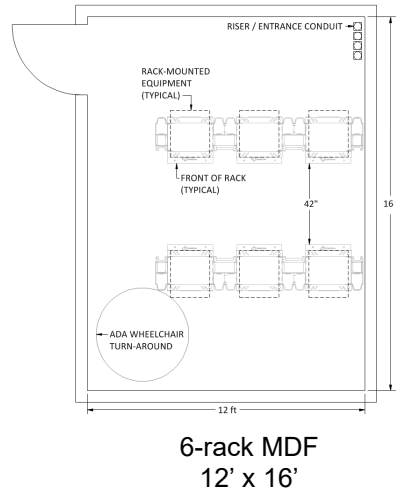 RISER / ENTRANCE CONDUIT
RACK-MOUNTED
EQUIPMENT
(TYPICAL)
FRONT OF RACK
(TYPICAL)
42"
16
ADA WHEELCHAIR
TURN-AROUND
12 ft
6-rack MDF
12’ x 16’